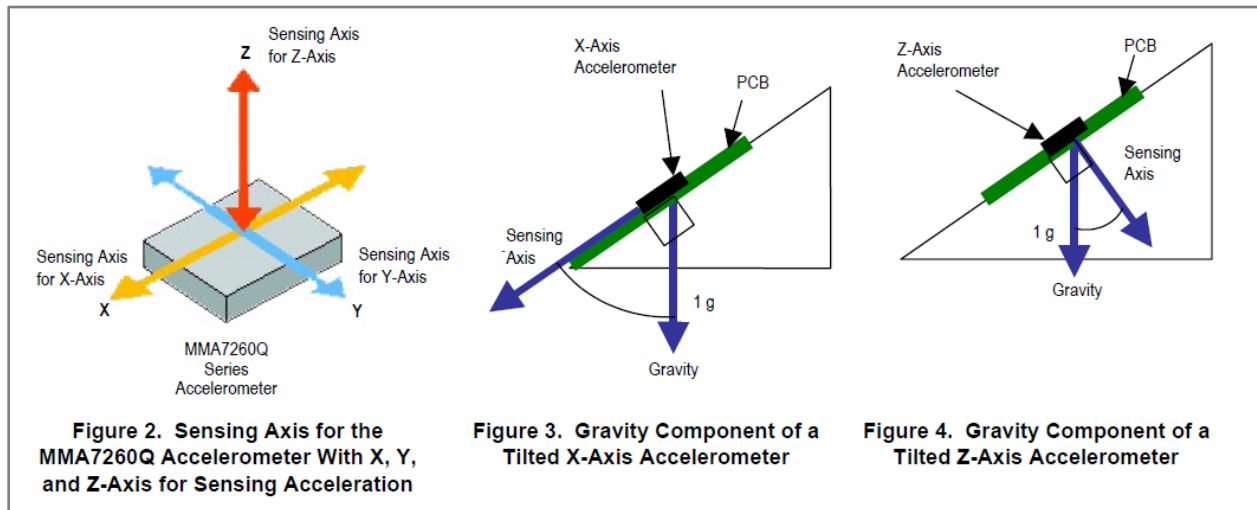 Sensing Axis
for Z-Axis
Z
Sensing Axis
for X-Axis
X
Sensing Axis
for Y-Axis
Y
MMA7260Q
Series
Accelerometer
Figure 2. Sensing Axis for the
MMA7260Q Accelerometer With X, Y,
and Z-Axis for Sensing Acceleration
X-Axis
Accelerometer
PCB
Sensing
Axis
1 g
Gravity
Figure 3. Gravity Component of a
Tilted X-Axis Accelerometer
Z-Axis
Accelerometer
PCB
Sensing
Axis
1 g
Gravity
Figure 4. Gravity Component of a
Tilted Z-Axis Accelerometer